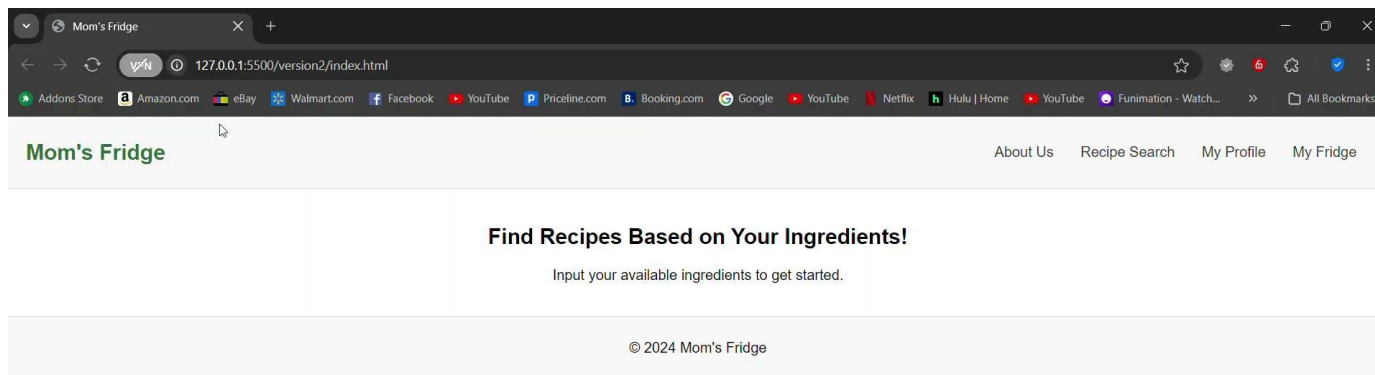 Mom's Fridge
VPN 127.0.0.1:5500/version2/index.html 6
Addons Store Amazon.com eBay Walmart.com Facebook YouTube Priceline.com Booking.com Google YouTube Netflix Hulu | Home YouTube Funimation - Watch... » All Bookmarks
Mom's Fridge About Us Recipe Search My Profile My Fridge
Find Recipes Based on Your Ingredients!
Input your available ingredients to get started.
© 2024 Mom's Fridge